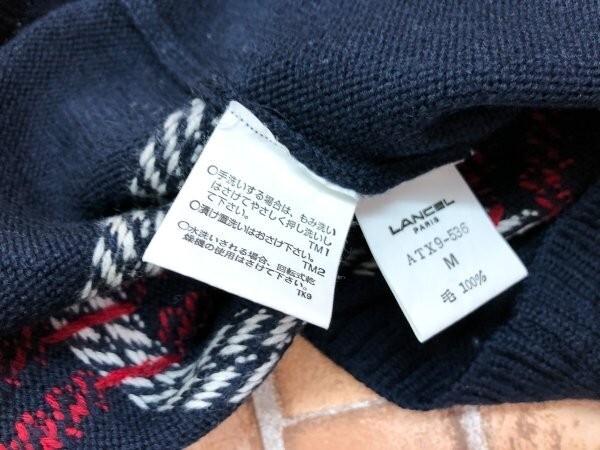 ○手洗いする場合は、もみ洗い
はさけてやさしく押し洗いし
て下さい。 TM1
○漬け置洗いはおさけ下さい。
TM2
○水洗いされる場合、回転式乾
燥機の使用はさけて下さい。
TK9
LANCEL
PARIS
ATX9-536
M
毛 100%